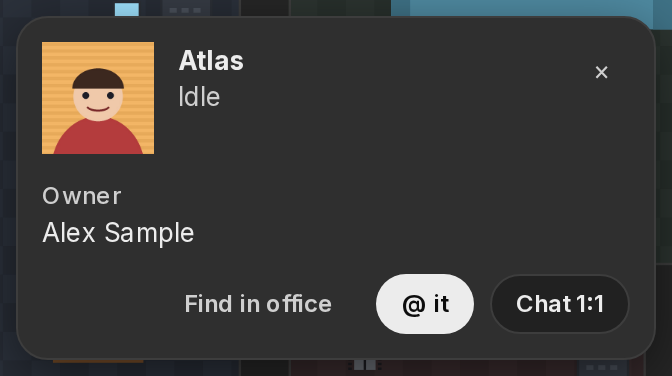 Atlas
Idle
×
Owner
Alex Sample
Find in office
@ it
Chat 1:1